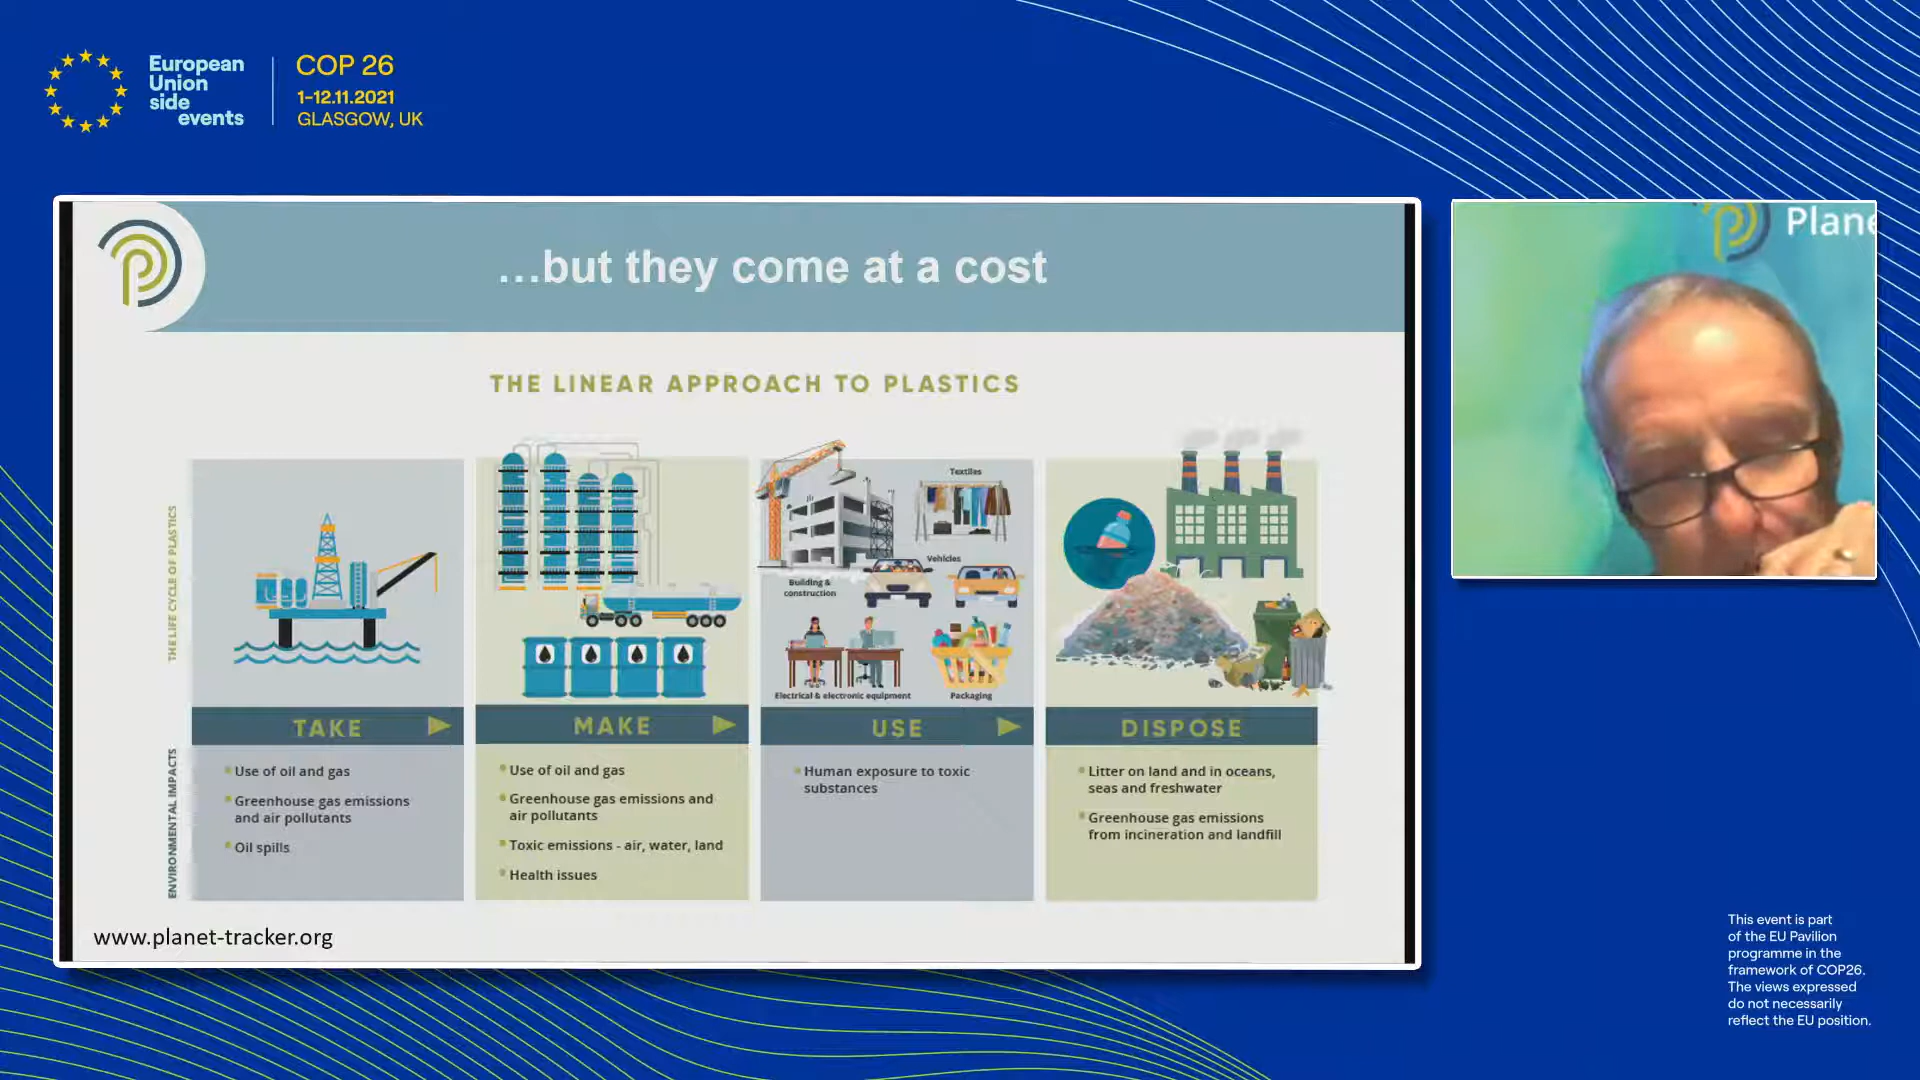 European
Union
side
events
COP 26
1-12.11.2021
GLASGOW, UK
...but they come at a cost
THE LINEAR APPROACH TO PLASTICS
THE LIFE CYCLE OF PLASTICS
Textiles
Vehicles
Building &
construction
Electrical & electronic equipment
Packaging
TAKE
MAKE
USE
DISPOSE
ENVIRONMENTAL IMPACTS
Use of oil and gas
Greenhouse gas emissions
and air pollutants
Oil spills
Use of oil and gas
Greenhouse gas emissions and
air pollutants
Toxic emissions - air, water, land
Health issues
Human exposure to toxic
substances
Litter on land and in oceans,
seas and freshwater
Greenhouse gas emissions
from incineration and landfill
www.planet-tracker.org
Plane
This event is part
of the EU Pavilion
programme in the
framework of COP26.
The views expressed
do not necessarily
reflect the EU position.